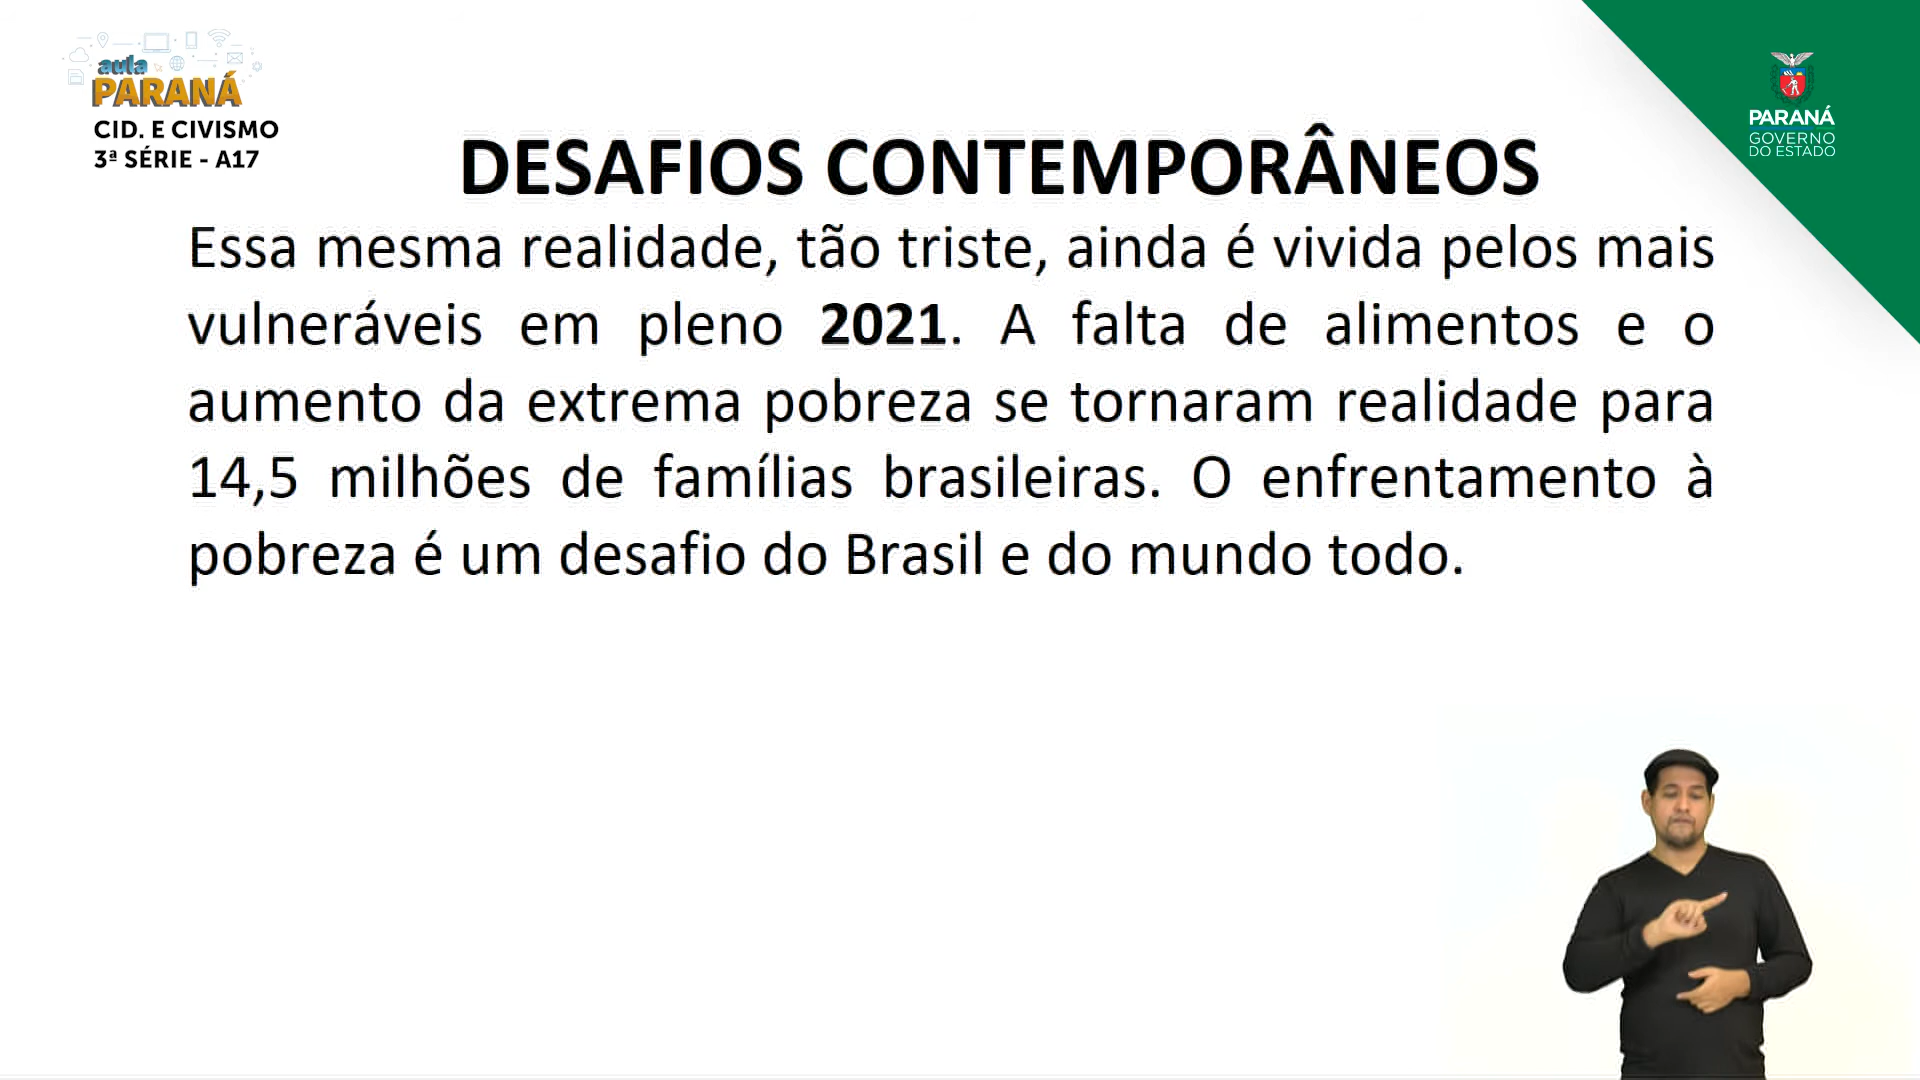 aula
PARANÁ
CID. E CIVISMO
3ª SÉRIE - A17
PARANÁ
GOVERNO
DO ESTADO
DESAFIOS CONTEMPORÂNEOS
Essa mesma realidade, tão triste, ainda é vivida pelos mais
vulneráveis em pleno 2021. A falta de alimentos e o
aumento da extrema pobreza se tornaram realidade para
14,5 milhões de famílias brasileiras. O enfrentamento à
pobreza é um desafio do Brasil e do mundo todo.